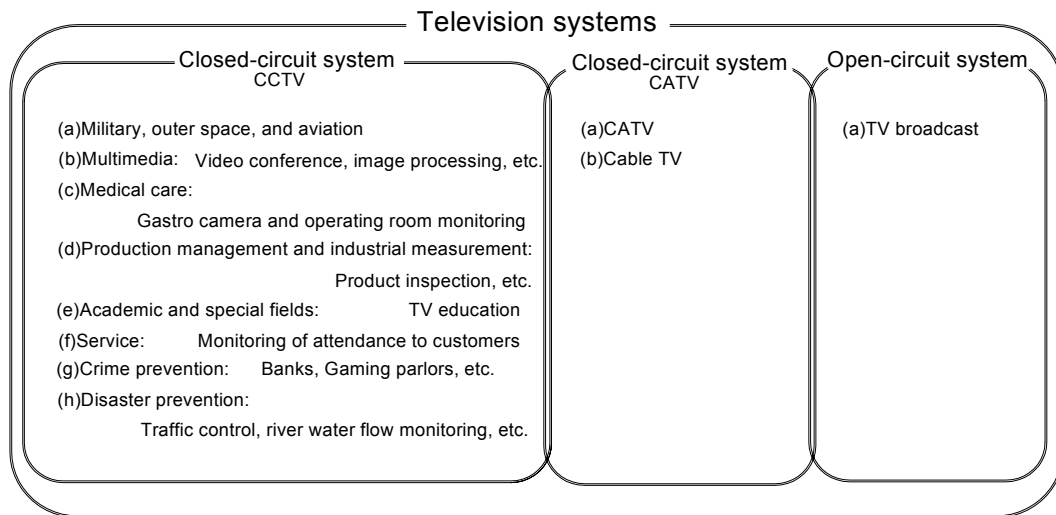 Television systems
Closed-circuit system
CCTV
(a)Military, outer space, and aviation
(b)Multimedia: Video conference, image processing, etc.
(c)Medical care:
Gastro camera and operating room monitoring
(d)Production management and industrial measurement:
Product inspection, etc.
(e)Academic and special fields: TV education
(f)Service: Monitoring of attendance to customers
(g)Crime prevention: Banks, Gaming parlors, etc.
(h)Disaster prevention:
Traffic control, river water flow monitoring, etc.
Closed-circuit system
CATV
(a)CATV
(b)Cable TV
Open-circuit system
(a)TV broadcast